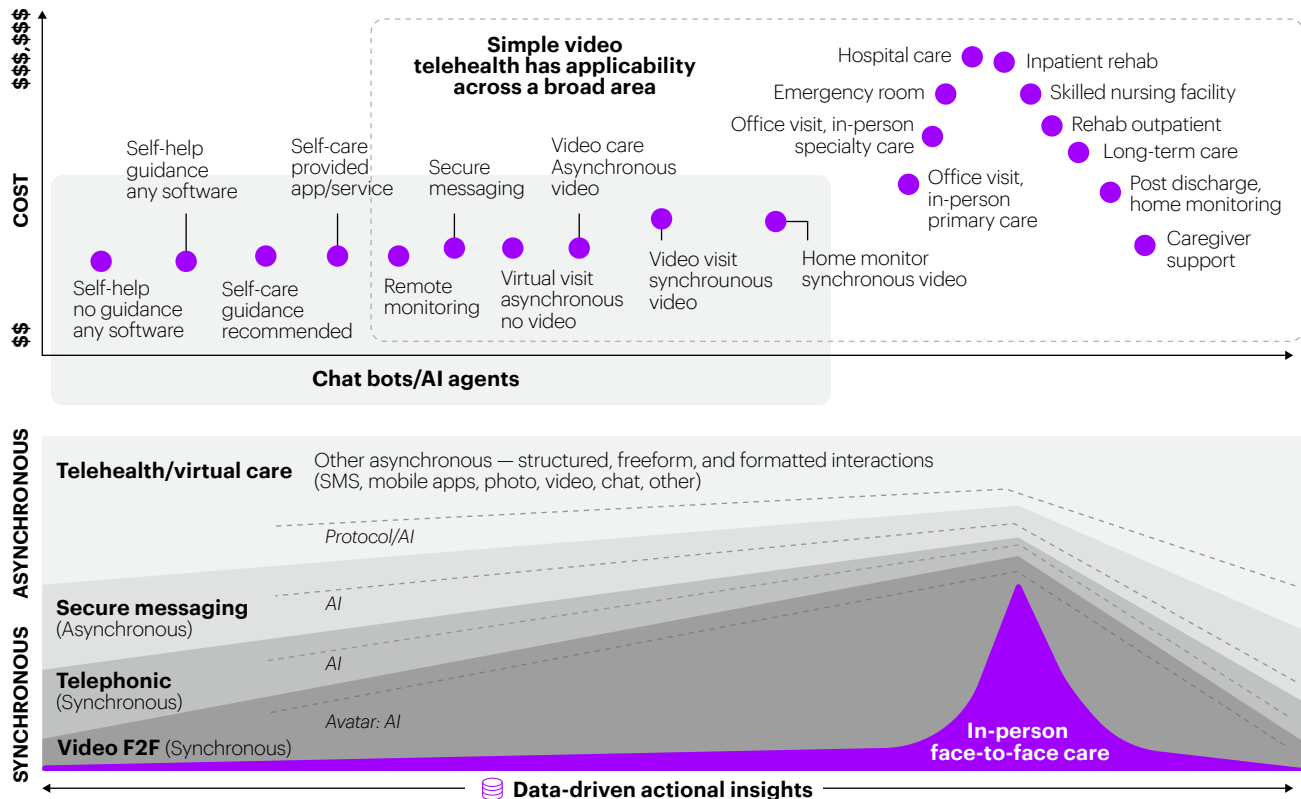 $$$,$$$
COST
$$
Simple video
telehealth has applicability
across a broad area
Self-help
guidance
any software
Self-care
provided
app/service
Secure
messaging
Video care
Asynchronous
video
Self-help
no guidance
any software
Self-care
guidance
recommended
Remote
monitoring
Virtual visit
asynchronous
no video
Video visit
synchrounous
video
Home monitor
synchronous video
Hospital care
Emergency room
Office visit, in-person
specialty care
Office visit,
in-person
primary care
Inpatient rehab
Skilled nursing facility
Rehab outpatient
Long-term care
Post discharge,
home monitoring
Caregiver
support
Chat bots/AI agents
ASYNCHRONOUS
SYNCHRONOUS
Telehealth/virtual care
Other asynchronous — structured, freeform, and formatted interactions
(SMS, mobile apps, photo, video, chat, other)
Protocol/AI
Secure messaging
(Asynchronous)
AI
Telephonic
(Synchronous)
AI
Video F2F (Synchronous)
Avatar: AI
In-person
face-to-face care
Data-driven actional insights